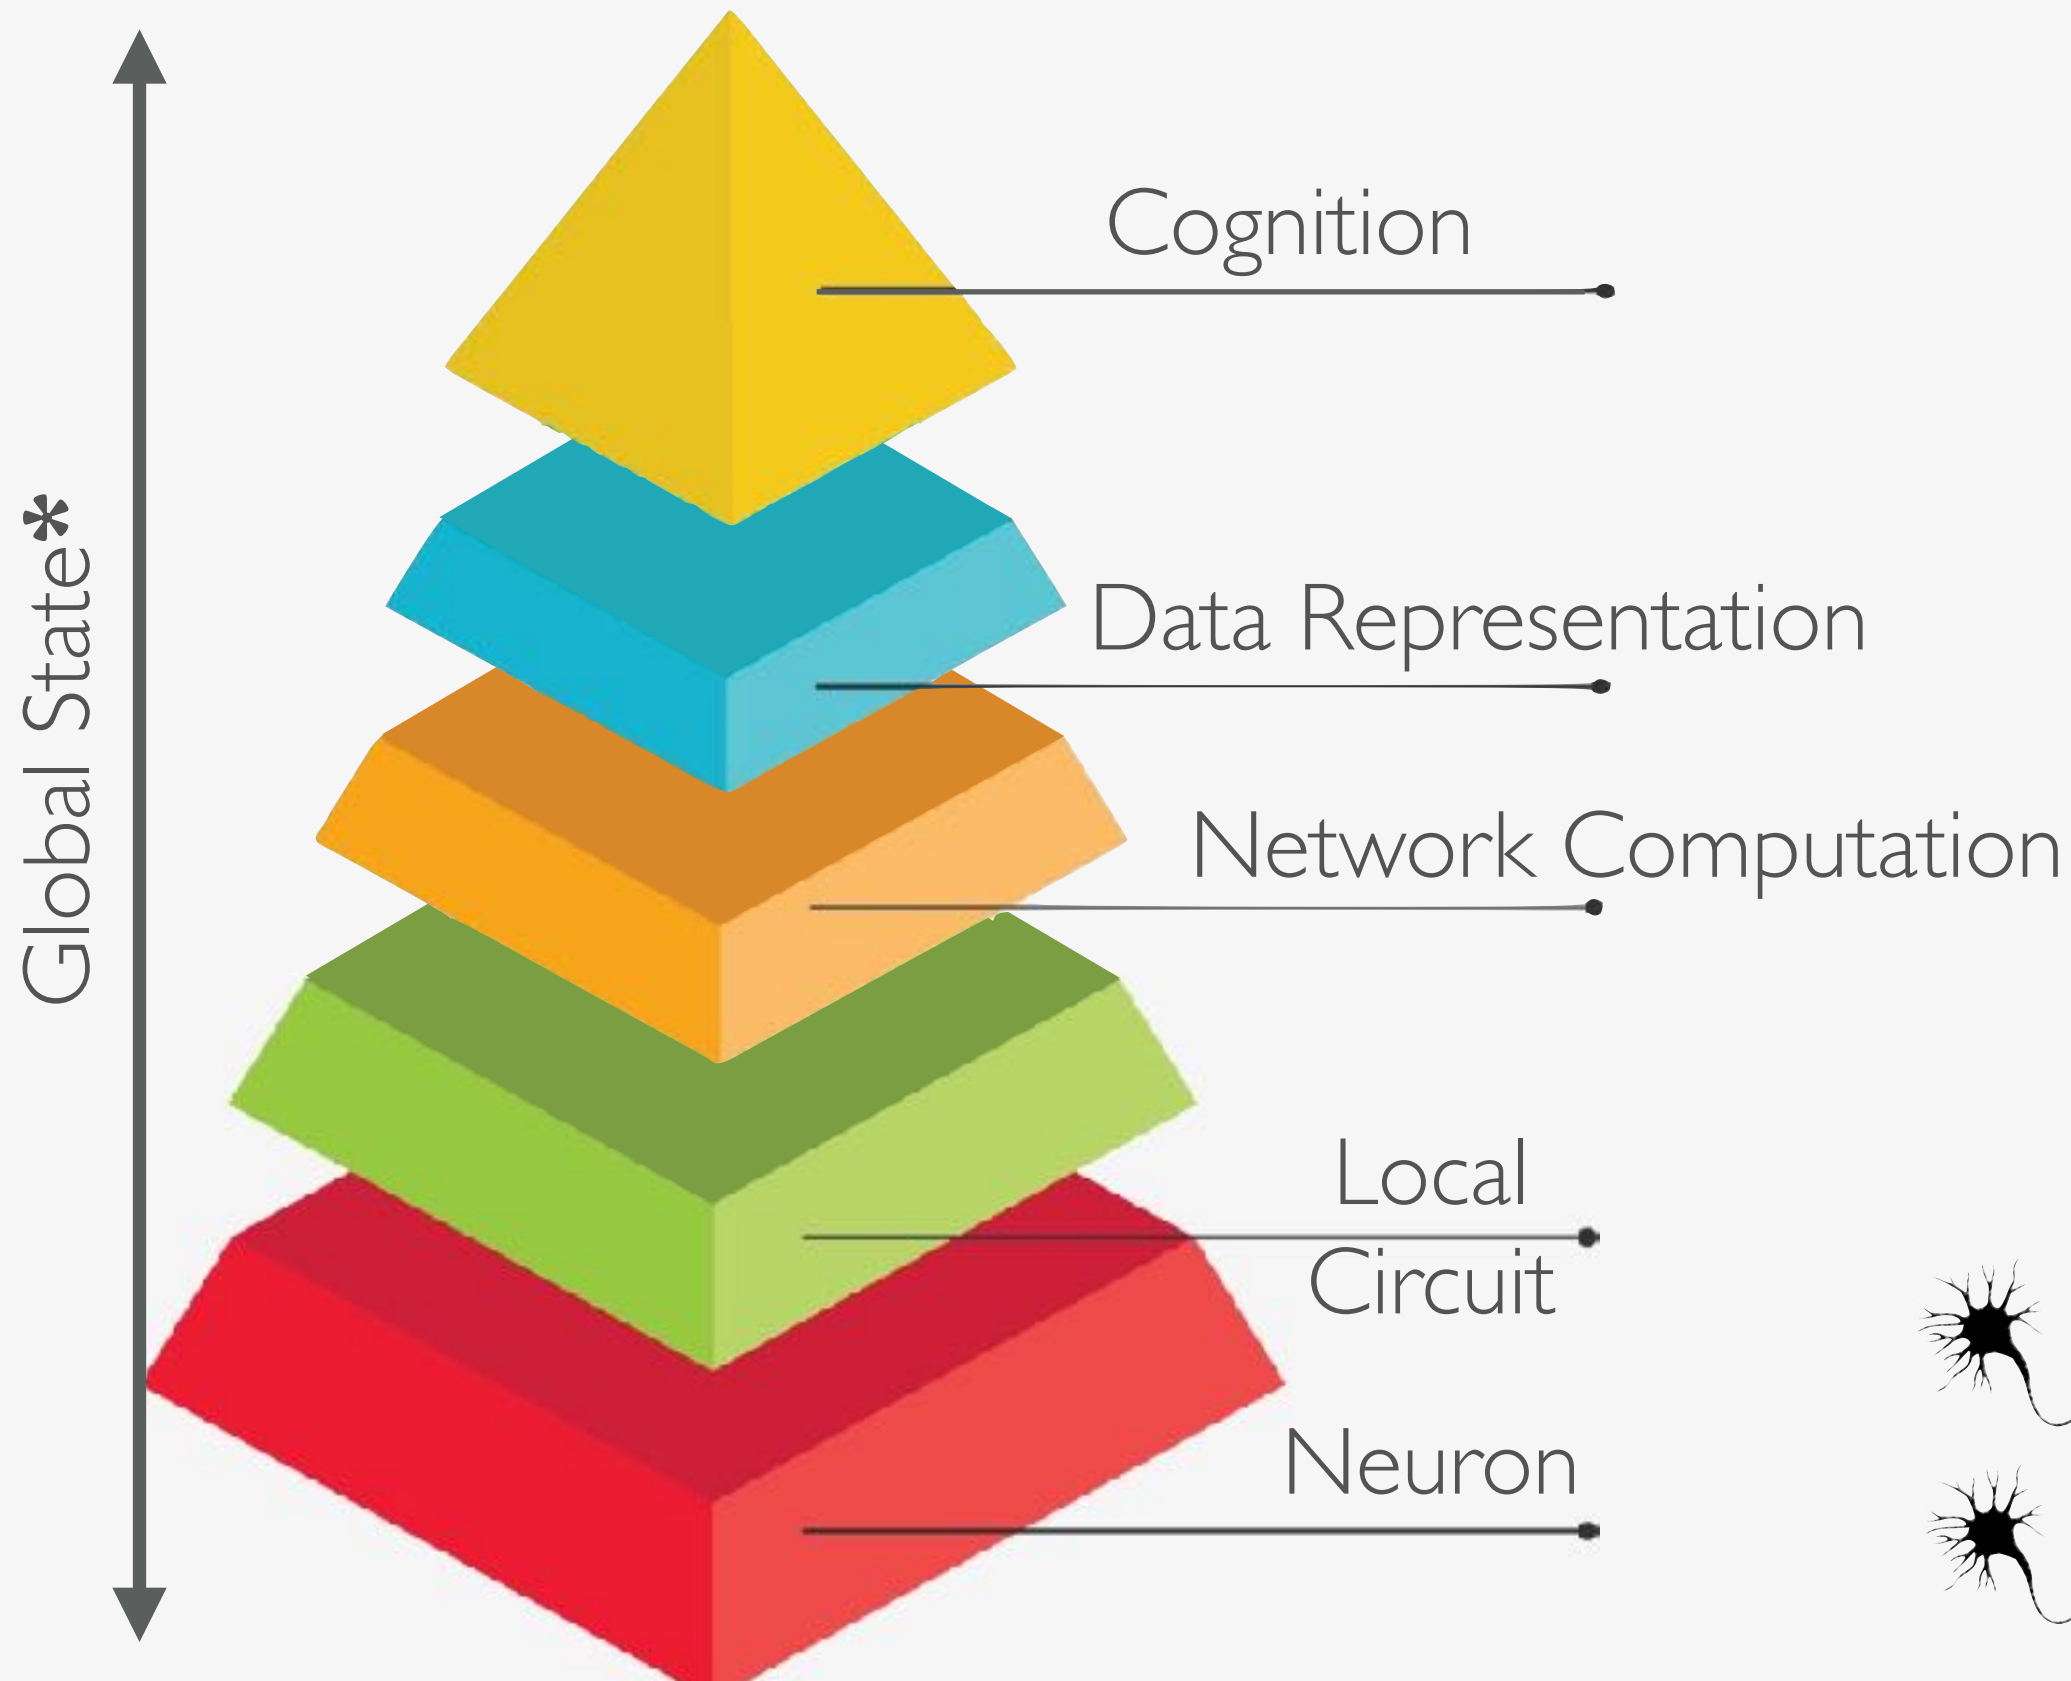 Global State*
Cognition
Data Representation
Network Computation
Local
Circuit
Neuron